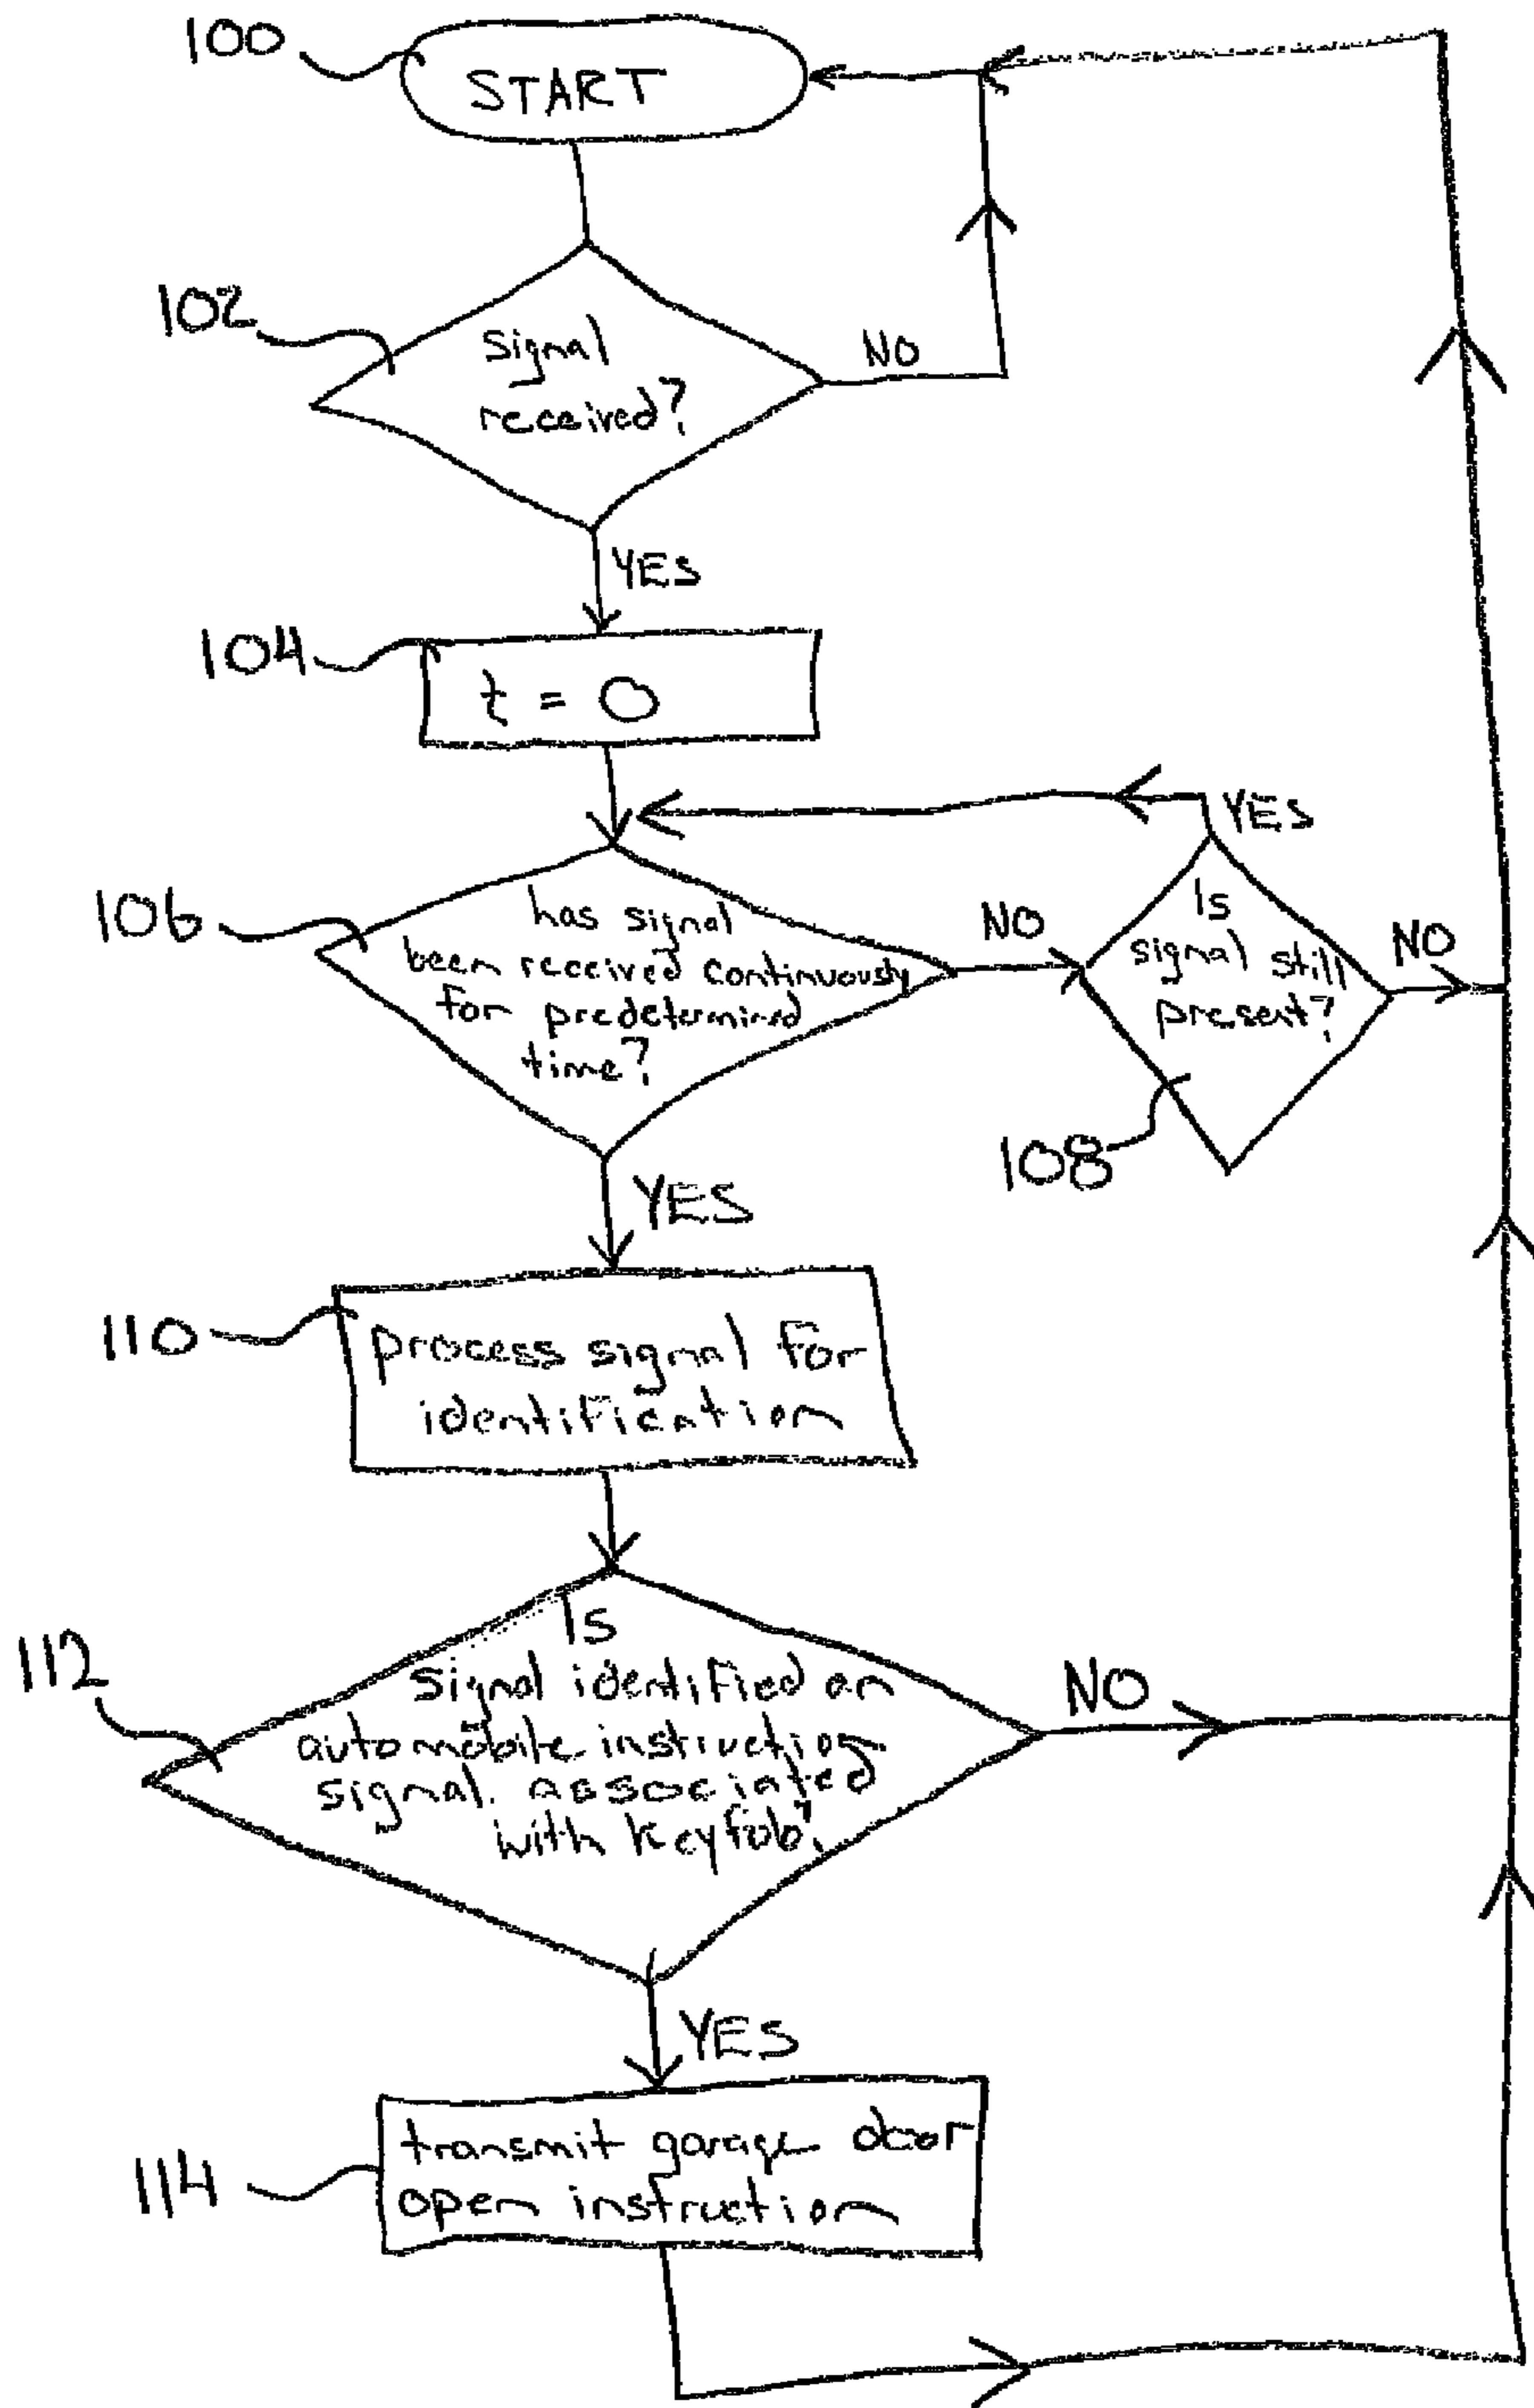 100
START
102
Signal
received?
NO
YES
104
t = 0
YES
106
has signal
been received continuously
for predetermined
time?
NO
Is
signal still
present?
NO
108
YES
110
process signal for
identification
112
Is
signal identified an
automobile instruction
signal associated
with keyfob?
NO
YES
114
transmit garage door
open instruction